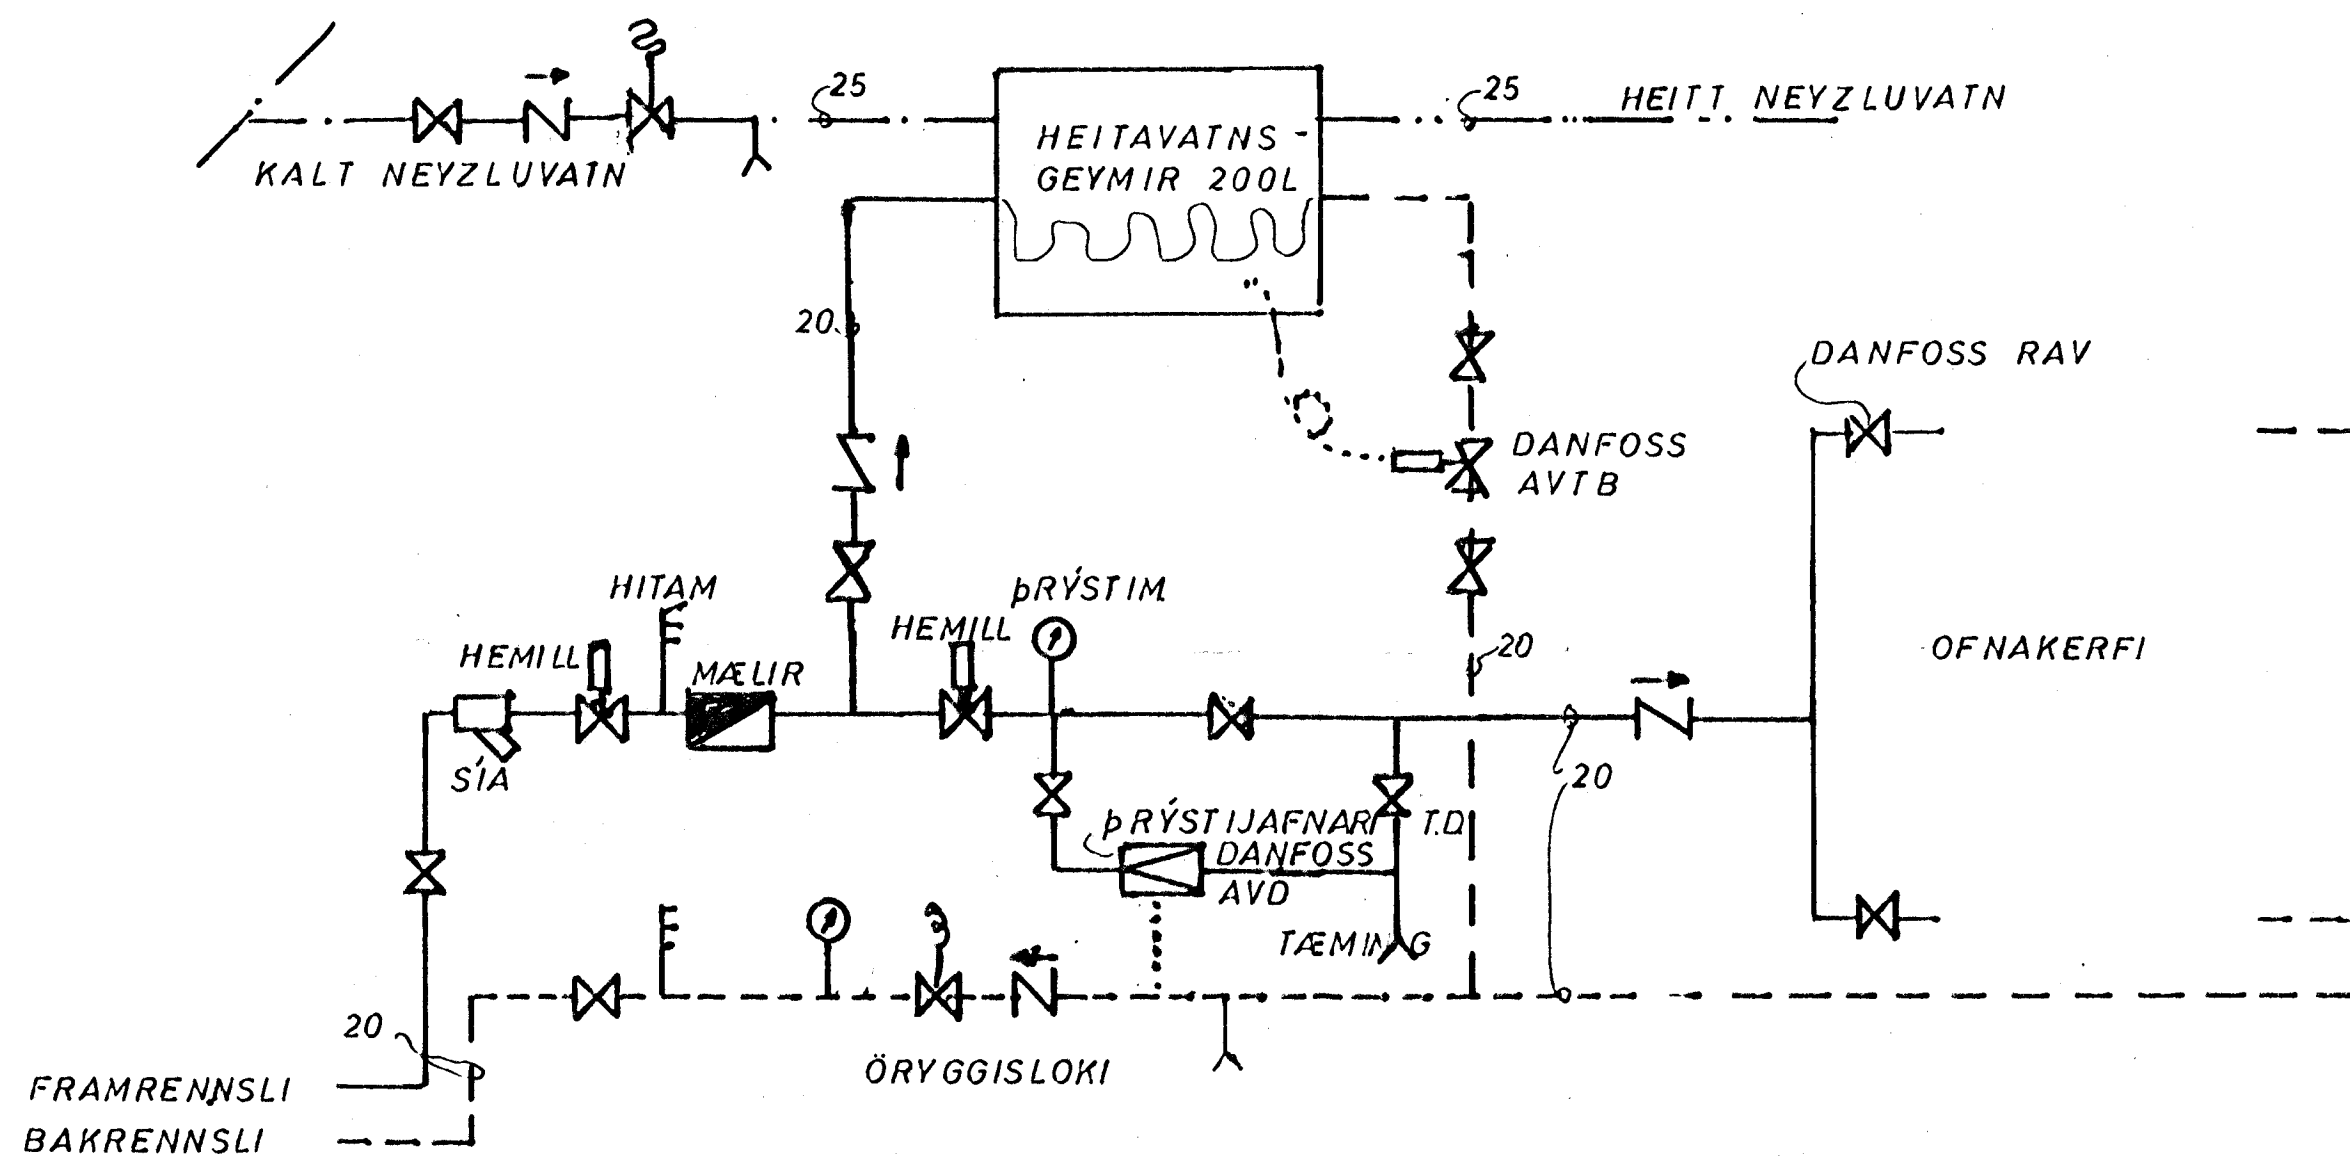 25
25
HEITT NEYZLUVATN
KALT NEYZLUVATN
HEITAVATNS-
GEYMIR 200L
20
DANFOSS RAV
DANFOSS
AVTB
HITAM
ÞRÝSTIM.
HEMILL
HEMILL
MÆLIR
20
OFNAKERFI
SÍA
20
ÞRÝSTIJAFNARI T.D.
DANFOSS
AVD
TÆMING
20
ÖRYGGISLOKI
FRAMRENNSLI
BAKRENNSLI